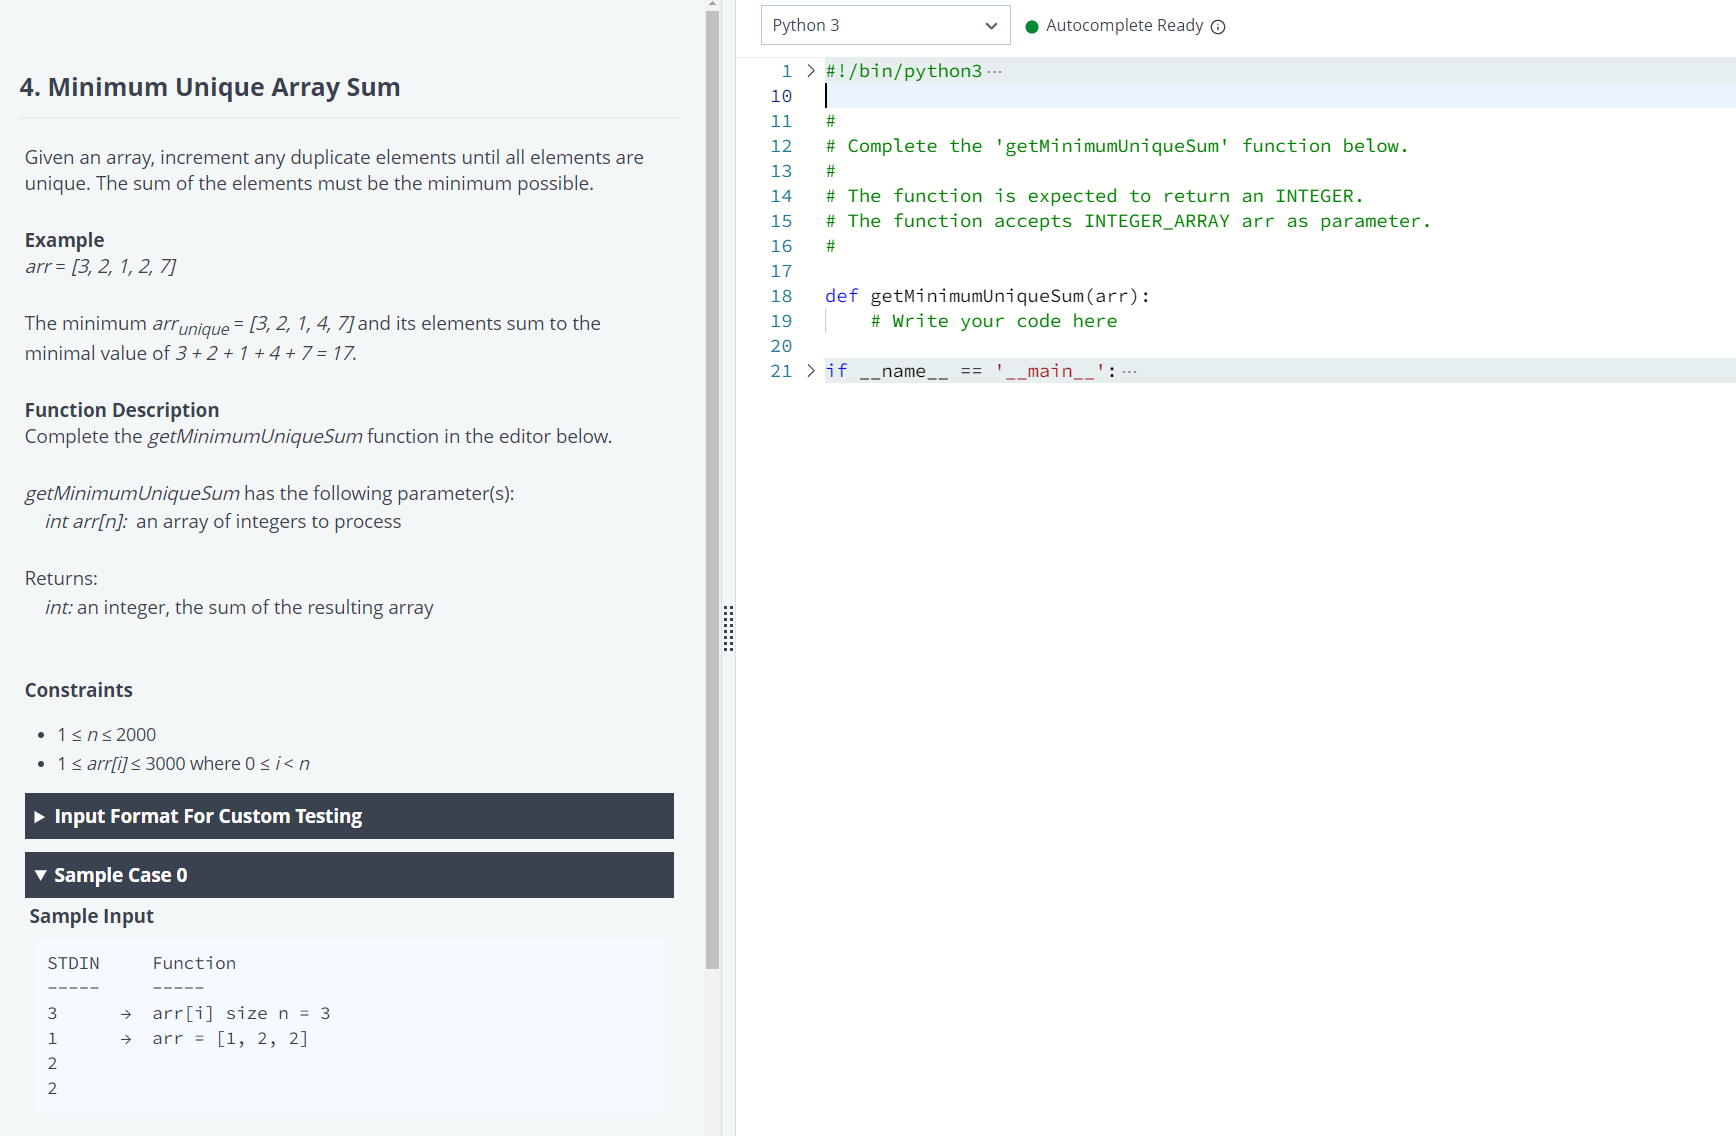 4. Minimum Unique Array Sum
Given an array, increment any duplicate elements until all elements are
unique. The sum of the elements must be the minimum possible.
Example
arr = [3, 2, 1, 2, 7]
The minimum arr unique = [3, 2, 1, 4, 7] and its elements sum to the
minimal value of 3 + 2 + 1 + 4 + 7 = 17.
Function Description
Complete the getMinimumUniqueSum function in the editor below.
getMinimumUniqueSum has the following parameter(s):
int arr[n]: an array of integers to process
Returns:
int: an integer, the sum of the resulting array
Constraints
• 1 ≤ n ≤ 2000
• 1 ≤ arr[i] ≤ 3000 where 0 ≤ i < n
▶ Input Format For Custom Testing
▼ Sample Case 0
Sample Input
STDIN Function
----- -----
3 → arr[i] size n = 3
1 → arr = [1, 2, 2]
2
2
Python 3
Autocomplete Ready
1 > #!/bin/python3 ···
10
11 #
12 # Complete the 'getMinimumUniqueSum' function below.
13 #
14 # The function is expected to return an INTEGER.
15 # The function accepts INTEGER_ARRAY arr as parameter.
16 #
17
18 def getMinimumUniqueSum(arr):
19 # Write your code here
20
21 > if __name__ == '__main__': ···